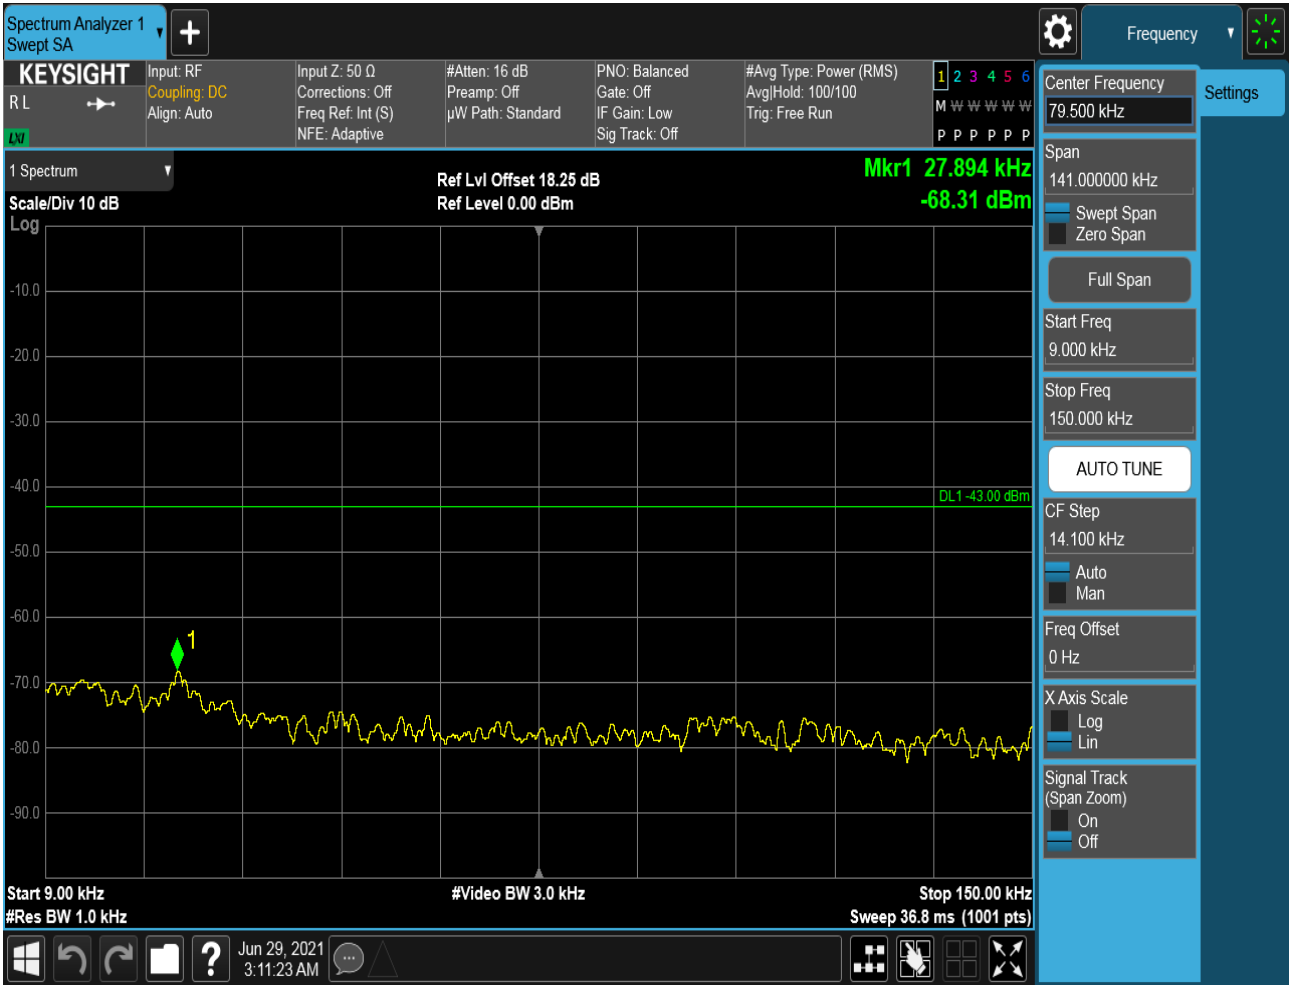 Spectrum Analyzer 1
Swept SA
Frequency
KEYSIGHT
R L
LXI
Input: RF
Coupling: DC
Align: Auto
Input Z: 50 Ω
Corrections: Off
Freq Ref: Int (S)
NFE: Adaptive
#Atten: 16 dB
Preamp: Off
µW Path: Standard
PNO: Balanced
Gate: Off
IF Gain: Low
Sig Track: Off
#Avg Type: Power (RMS)
Avg|Hold: 100/100
Trig: Free Run
1 2 3 4 5 6
M W W W W W
P P P P P P
1 Spectrum
Scale/Div 10 dB
Log
Ref Lvl Offset 18.25 dB
Ref Level 0.00 dBm
Mkr1 27.894 kHz
-68.31 dBm
-10.0
-20.0
-30.0
-40.0
DL1 -43.00 dBm
-50.0
-60.0
1
-70.0
-80.0
-90.0
Start 9.00 kHz
#Video BW 3.0 kHz
Stop 150.00 kHz
#Res BW 1.0 kHz
Sweep 36.8 ms (1001 pts)
?
Jun 29, 2021
3:11:23 AM
Center Frequency
79.500 kHz
Settings
Span
141.000000 kHz
Swept Span
Zero Span
Full Span
Start Freq
9.000 kHz
Stop Freq
150.000 kHz
AUTO TUNE
CF Step
14.100 kHz
Auto
Man
Freq Offset
0 Hz
X Axis Scale
Log
Lin
Signal Track
(Span Zoom)
On
Off